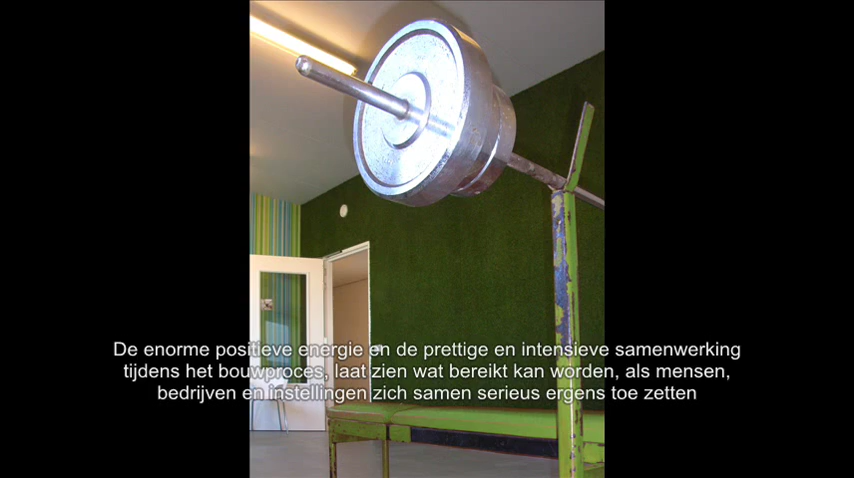 De enorme positieve energie en de prettige en intensieve samenwerking
tijdens het bouwproces, laat zien wat bereikt kan worden, als mensen,
bedrijven en instellingen zich samen serieus ergens toe zetten